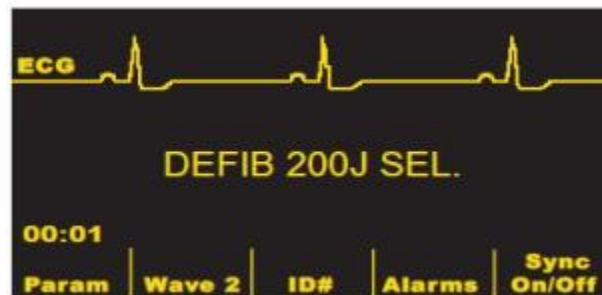 ECG
DEFIB 200J SEL.
00:01
Param Wave 2 ID# Alarms Sync On/Off